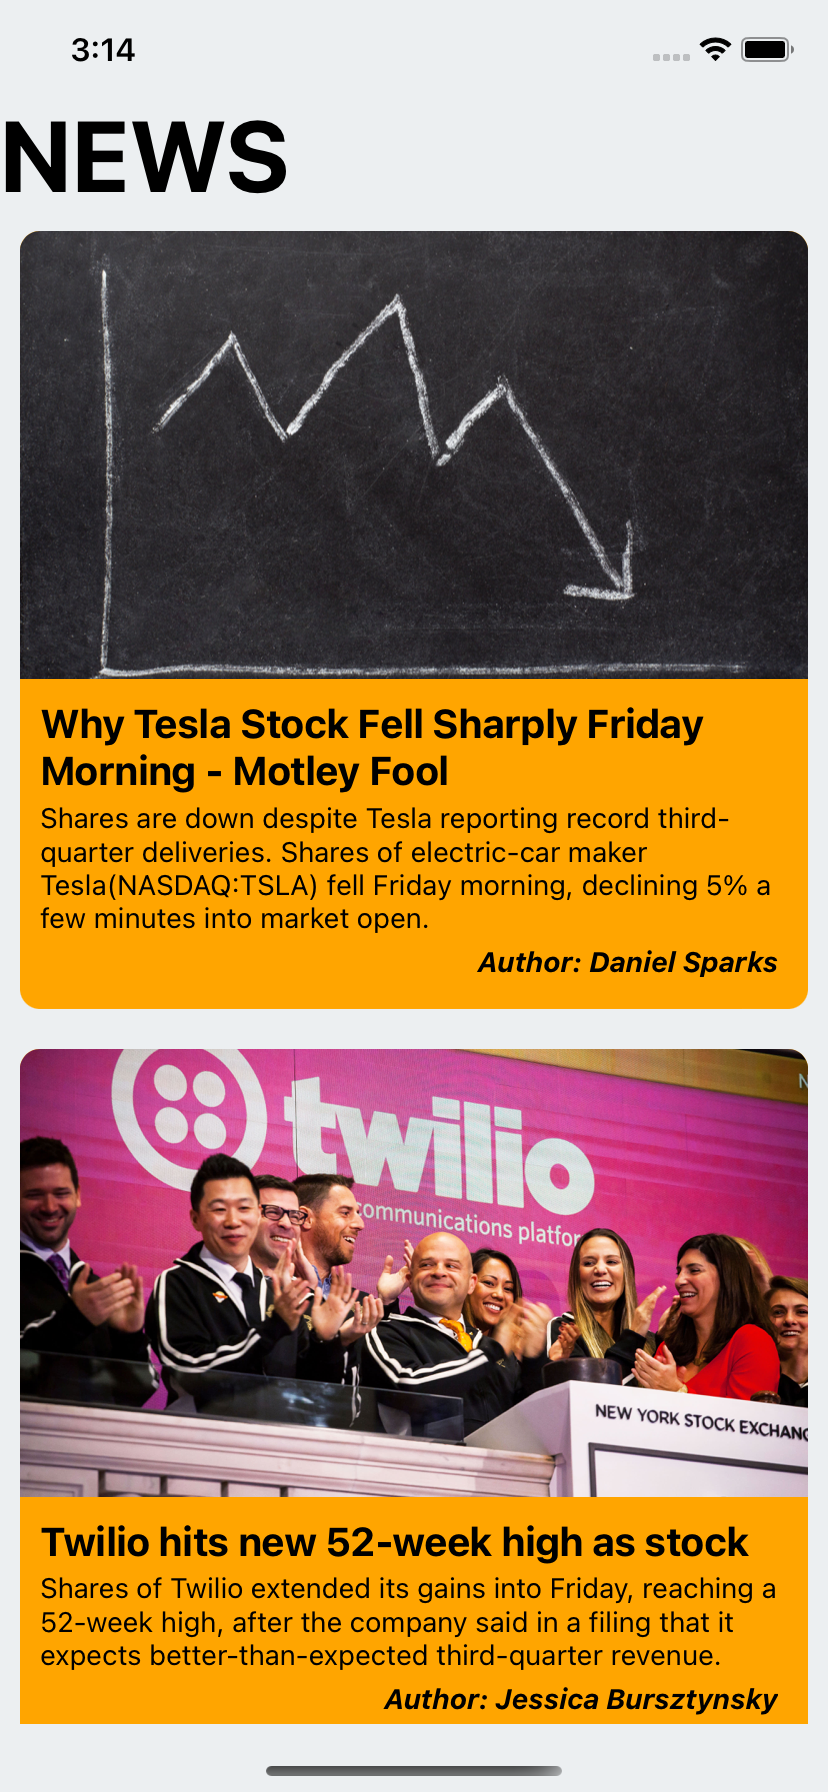 3:14
NEWS
Why Tesla Stock Fell Sharply Friday
Morning - Motley Fool
Shares are down despite Tesla reporting record third-
quarter deliveries. Shares of electric-car maker
Tesla(NASDAQ:TSLA) fell Friday morning, declining 5% a
few minutes into market open.
Author: Daniel Sparks
N
twilio
communications platfor
NEW YORK STOCK EXCHANG
Twilio hits new 52-week high as stock
Shares of Twilio extended its gains into Friday, reaching a
52-week high, after the company said in a filing that it
expects better-than-expected third-quarter revenue.
Author: Jessica Bursztynsky